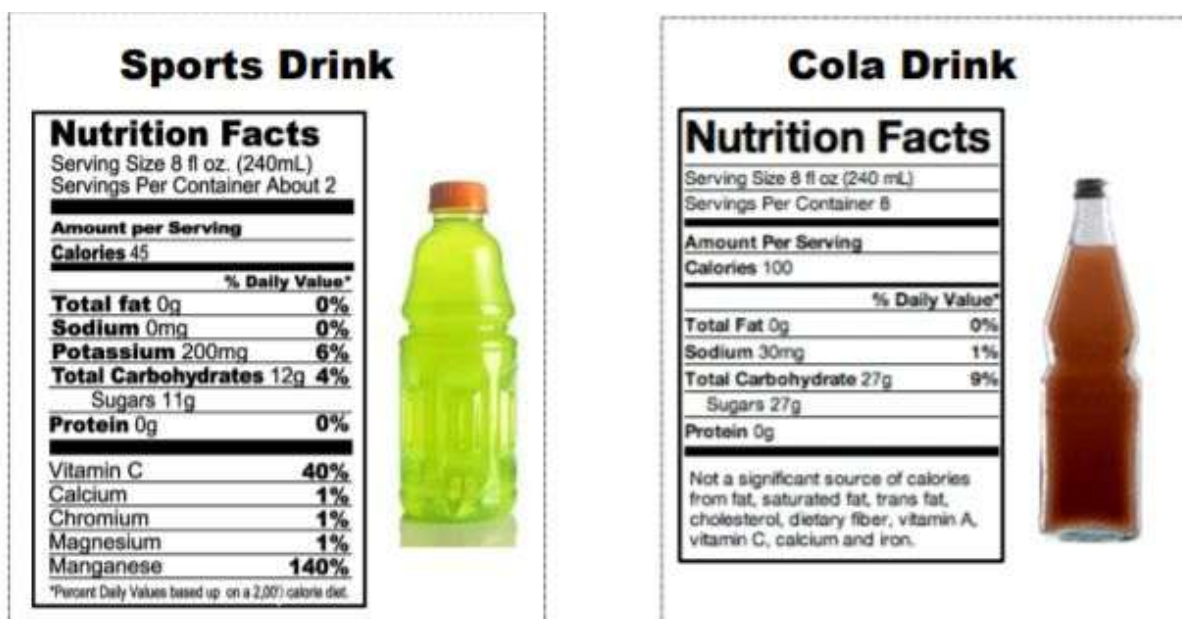 Sports Drink
Nutrition Facts
Serving Size 8 fl oz. (240mL)
Servings Per Container About 2
Amount per Serving
Calories 45
% Daily Value*
Total fat 0g 0%
Sodium 0mg 0%
Potassium 200mg 6%
Total Carbohydrates 12g 4%
Sugars 11g
Protein 0g 0%
Vitamin C 40%
Calcium 1%
Chromium 1%
Magnesium 1%
Manganese 140%
*Percent Daily Values based up on a 2,00') calorie diet.
Cola Drink
Nutrition Facts
Serving Size 8 fl oz (240 mL)
Servings Per Container 8
Amount Per Serving
Calories 100
% Daily Value*
Total Fat 0g 0%
Sodium 30mg 1%
Total Carbohydrate 27g 9%
Sugars 27g
Protein 0g
Not a significant source of calories
from fat, saturated fat, trans fat,
cholesterol, dietary fiber, vitamin A,
vitamin C, calcium and iron.